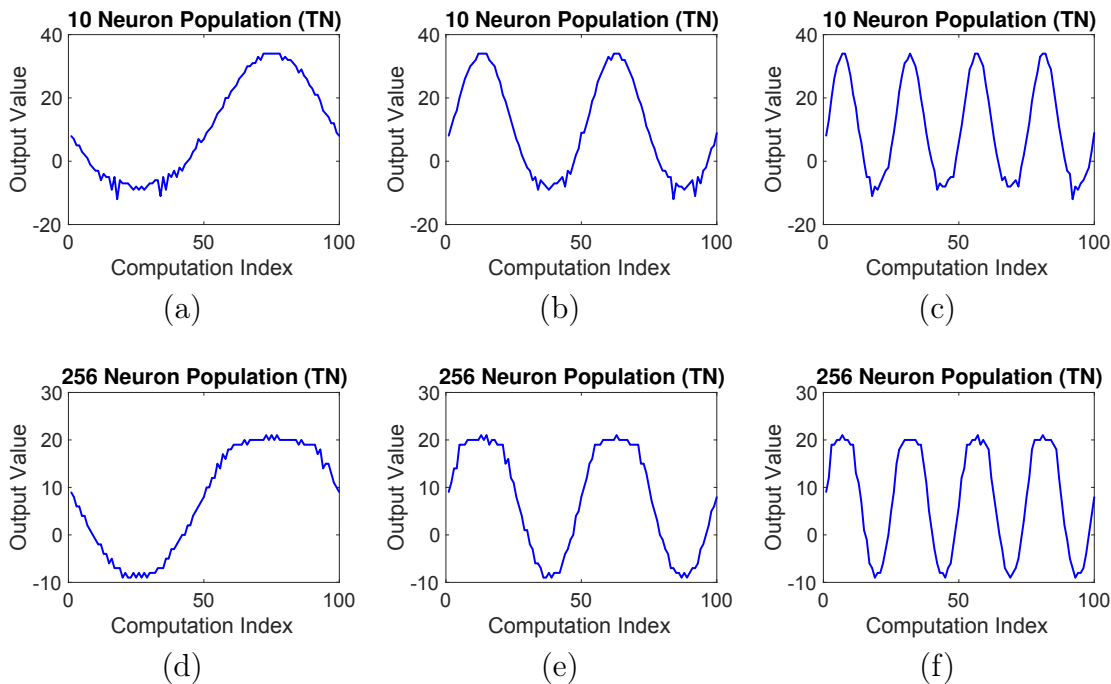 10 Neuron Population (TN)
40
20
0
-20
Output Value
0
50
100
Computation Index
(a)
10 Neuron Population (TN)
40
20
0
-20
Output Value
0
50
100
Computation Index
(b)
10 Neuron Population (TN)
40
20
0
-20
Output Value
0
50
100
Computation Index
(c)
256 Neuron Population (TN)
30
20
10
0
-10
Output Value
0
50
100
Computation Index
(d)
256 Neuron Population (TN)
30
20
10
0
-10
Output Value
0
50
100
Computation Index
(e)
256 Neuron Population (TN)
30
20
10
0
-10
Output Value
0
50
100
Computation Index
(f)